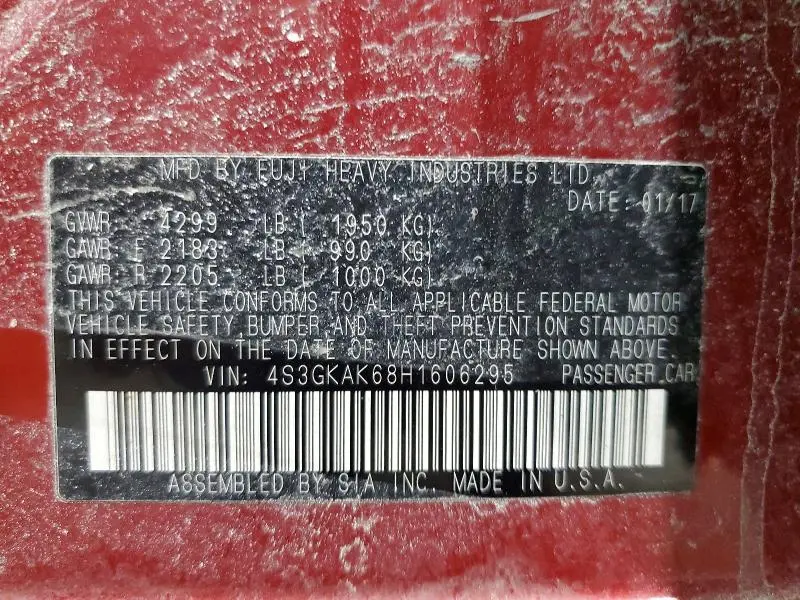 MFD BY FUJI HEAVY INDUSTRIES LTD.
DATE: 01/17
GVWR 4299 LB ( 1950 KG)
GAWR F 2183 LB ( 990 KG)
GAWR R 2205 LB ( 1000 KG)
THIS VEHICLE CONFORMS TO ALL APPLICABLE FEDERAL MOTOR
VEHICLE SAFETY BUMPER AND THEFT PREVENTION STANDARDS
IN EFFECT ON THE DATE OF MANUFACTURE SHOWN ABOVE.
VIN: 4S3GKAK68H1606295 PASSENGER CAR
ASSEMBLED BY SIA INC. MADE IN U.S.A.